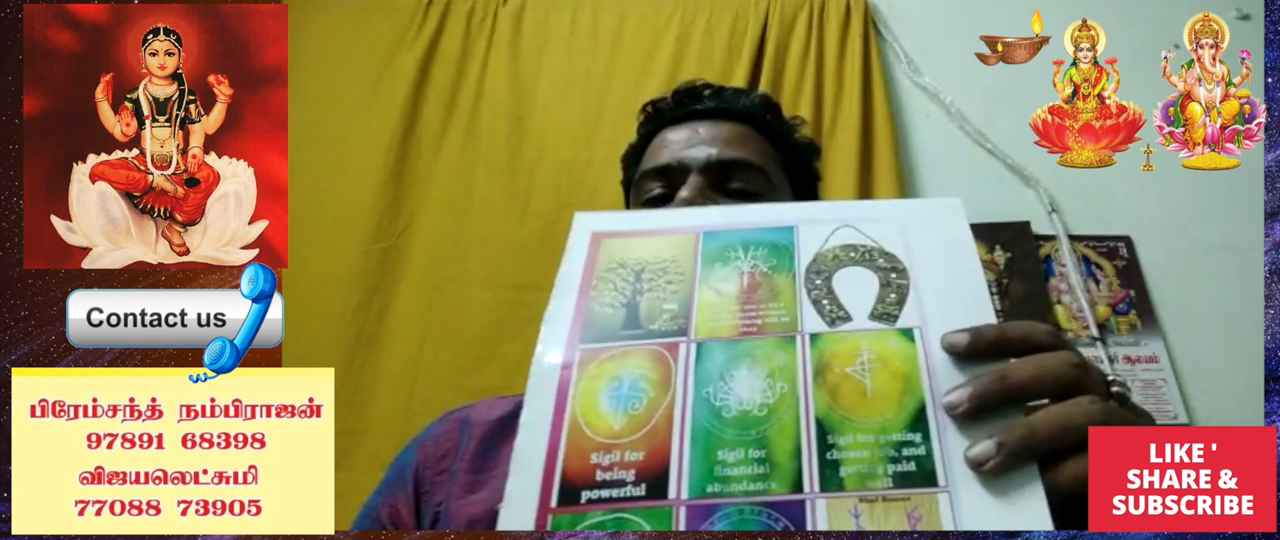 Contact us
பிரேம்சந்த் நம்பிராஜன்
97891 68398
விஜயலெட்சுமி
77088 73905
Sigil for
being
powerful
Sigil for
financial
abundance
Sigil for getting
chosen job, and
getting paid
well
LIKE '
SHARE &
SUBSCRIBE